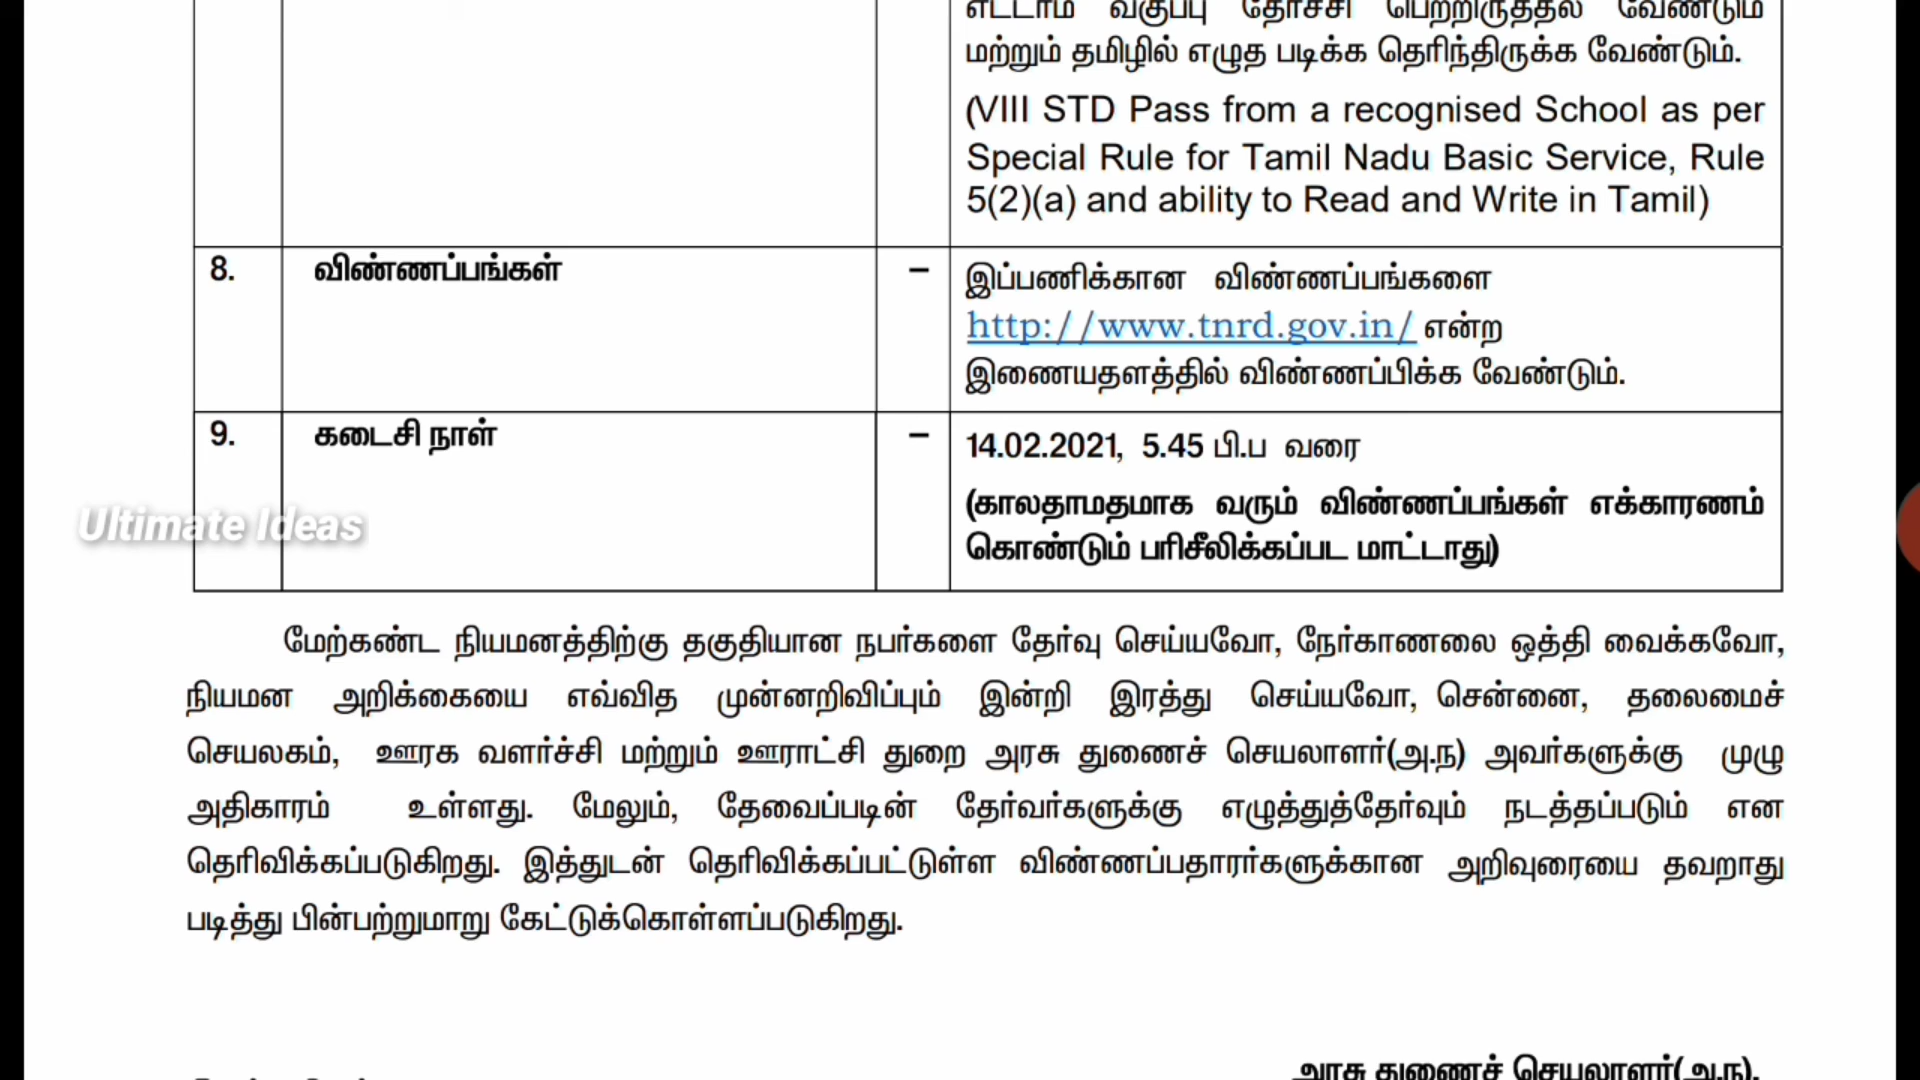 எட்டாம் வகுப்பு தேர்ச்சி பெற்றிருத்தல் வேண்டும்
மற்றும் தமிழில் எழுத படிக்க தெரிந்திருக்க வேண்டும்.
(VIII STD Pass from a recognised School as per
Special Rule for Tamil Nadu Basic Service, Rule
5(2)(a) and ability to Read and Write in Tamil)
8. விண்ணப்பங்கள் – இப்பணிக்கான விண்ணப்பங்களை
http://www.tnrd.gov.in/ என்ற
இணையதளத்தில் விண்ணப்பிக்க வேண்டும்.
9. கடைசி நாள் – 14.02.2021, 5.45 பி.ப வரை
(காலதாமதமாக வரும் விண்ணப்பங்கள் எக்காரணம்
Ultimate Ideas
கொண்டும் பரிசீலிக்கப்பட மாட்டாது)
மேற்கண்ட நியமனத்திற்கு தகுதியான நபர்களை தேர்வு செய்யவோ, நேர்காணலை ஒத்தி வைக்கவோ,
நியமன அறிக்கையை எவ்வித முன்னறிவிப்பும் இன்றி இரத்து செய்யவோ, சென்னை, தலைமைச்
செயலகம், ஊரக வளர்ச்சி மற்றும் ஊராட்சி துறை அரசு துணைச் செயலாளர்(அ.ந) அவர்களுக்கு முழு
அதிகாரம் உள்ளது. மேலும், தேவைப்படின் தேர்வர்களுக்கு எழுத்துத்தேர்வும் நடத்தப்படும் என
தெரிவிக்கப்படுகிறது. இத்துடன் தெரிவிக்கப்பட்டுள்ள விண்ணப்பதாரர்களுக்கான அறிவுரையை தவறாது
படித்து பின்பற்றுமாறு கேட்டுக்கொள்ளப்படுகிறது.
அரசு துணைச் செயலாளர்(அ.ந).